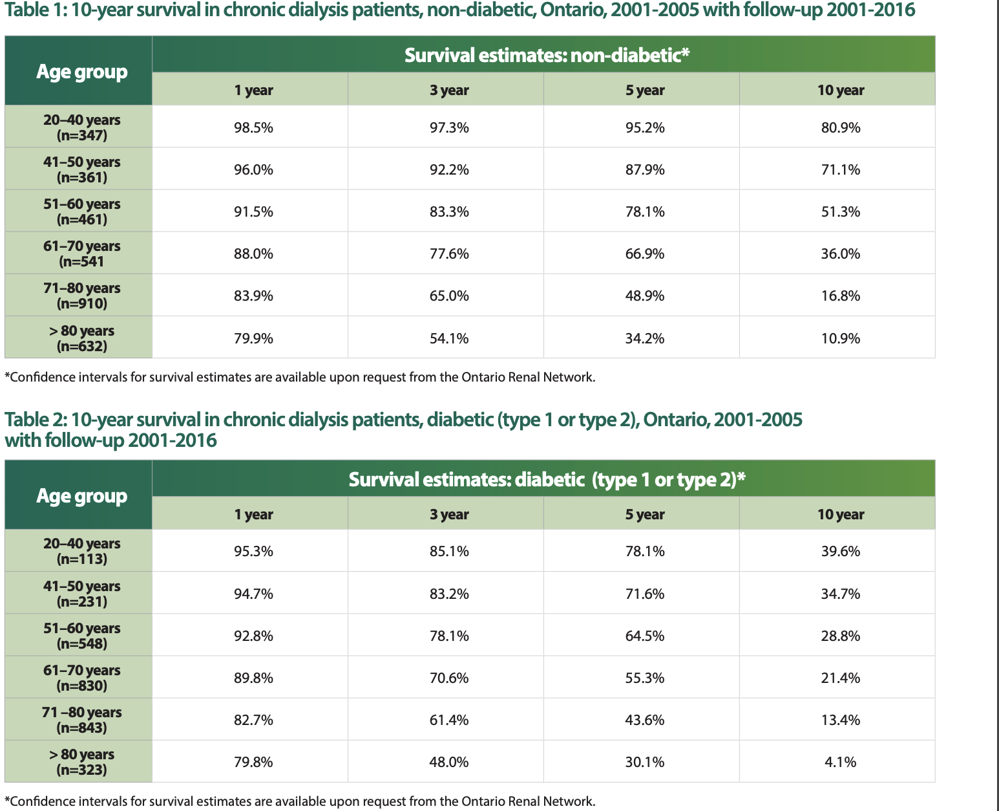 Table 1: 10-year survival in chronic dialysis patients, non-diabetic, Ontario, 2001-2005 with follow-up 2001-2016
Age group
Survival estimates: non-diabetic*
1 year 3 year 5 year 10 year
20–40 years
(n=347)
98.5% 97.3% 95.2% 80.9%
41–50 years
(n=361)
96.0% 92.2% 87.9% 71.1%
51–60 years
(n=461)
91.5% 83.3% 78.1% 51.3%
61–70 years
(n=541
88.0% 77.6% 66.9% 36.0%
71–80 years
(n=910)
83.9% 65.0% 48.9% 16.8%
> 80 years
(n=632)
79.9% 54.1% 34.2% 10.9%
*Confidence intervals for survival estimates are available upon request from the Ontario Renal Network.
Table 2: 10-year survival in chronic dialysis patients, diabetic (type 1 or type 2), Ontario, 2001-2005
with follow-up 2001-2016
Age group
Survival estimates: diabetic (type 1 or type 2)*
1 year 3 year 5 year 10 year
20–40 years
(n=113)
95.3% 85.1% 78.1% 39.6%
41–50 years
(n=231)
94.7% 83.2% 71.6% 34.7%
51–60 years
(n=548)
92.8% 78.1% 64.5% 28.8%
61–70 years
(n=830)
89.8% 70.6% 55.3% 21.4%
71 –80 years
(n=843)
82.7% 61.4% 43.6% 13.4%
> 80 years
(n=323)
79.8% 48.0% 30.1% 4.1%
*Confidence intervals for survival estimates are available upon request from the Ontario Renal Network.